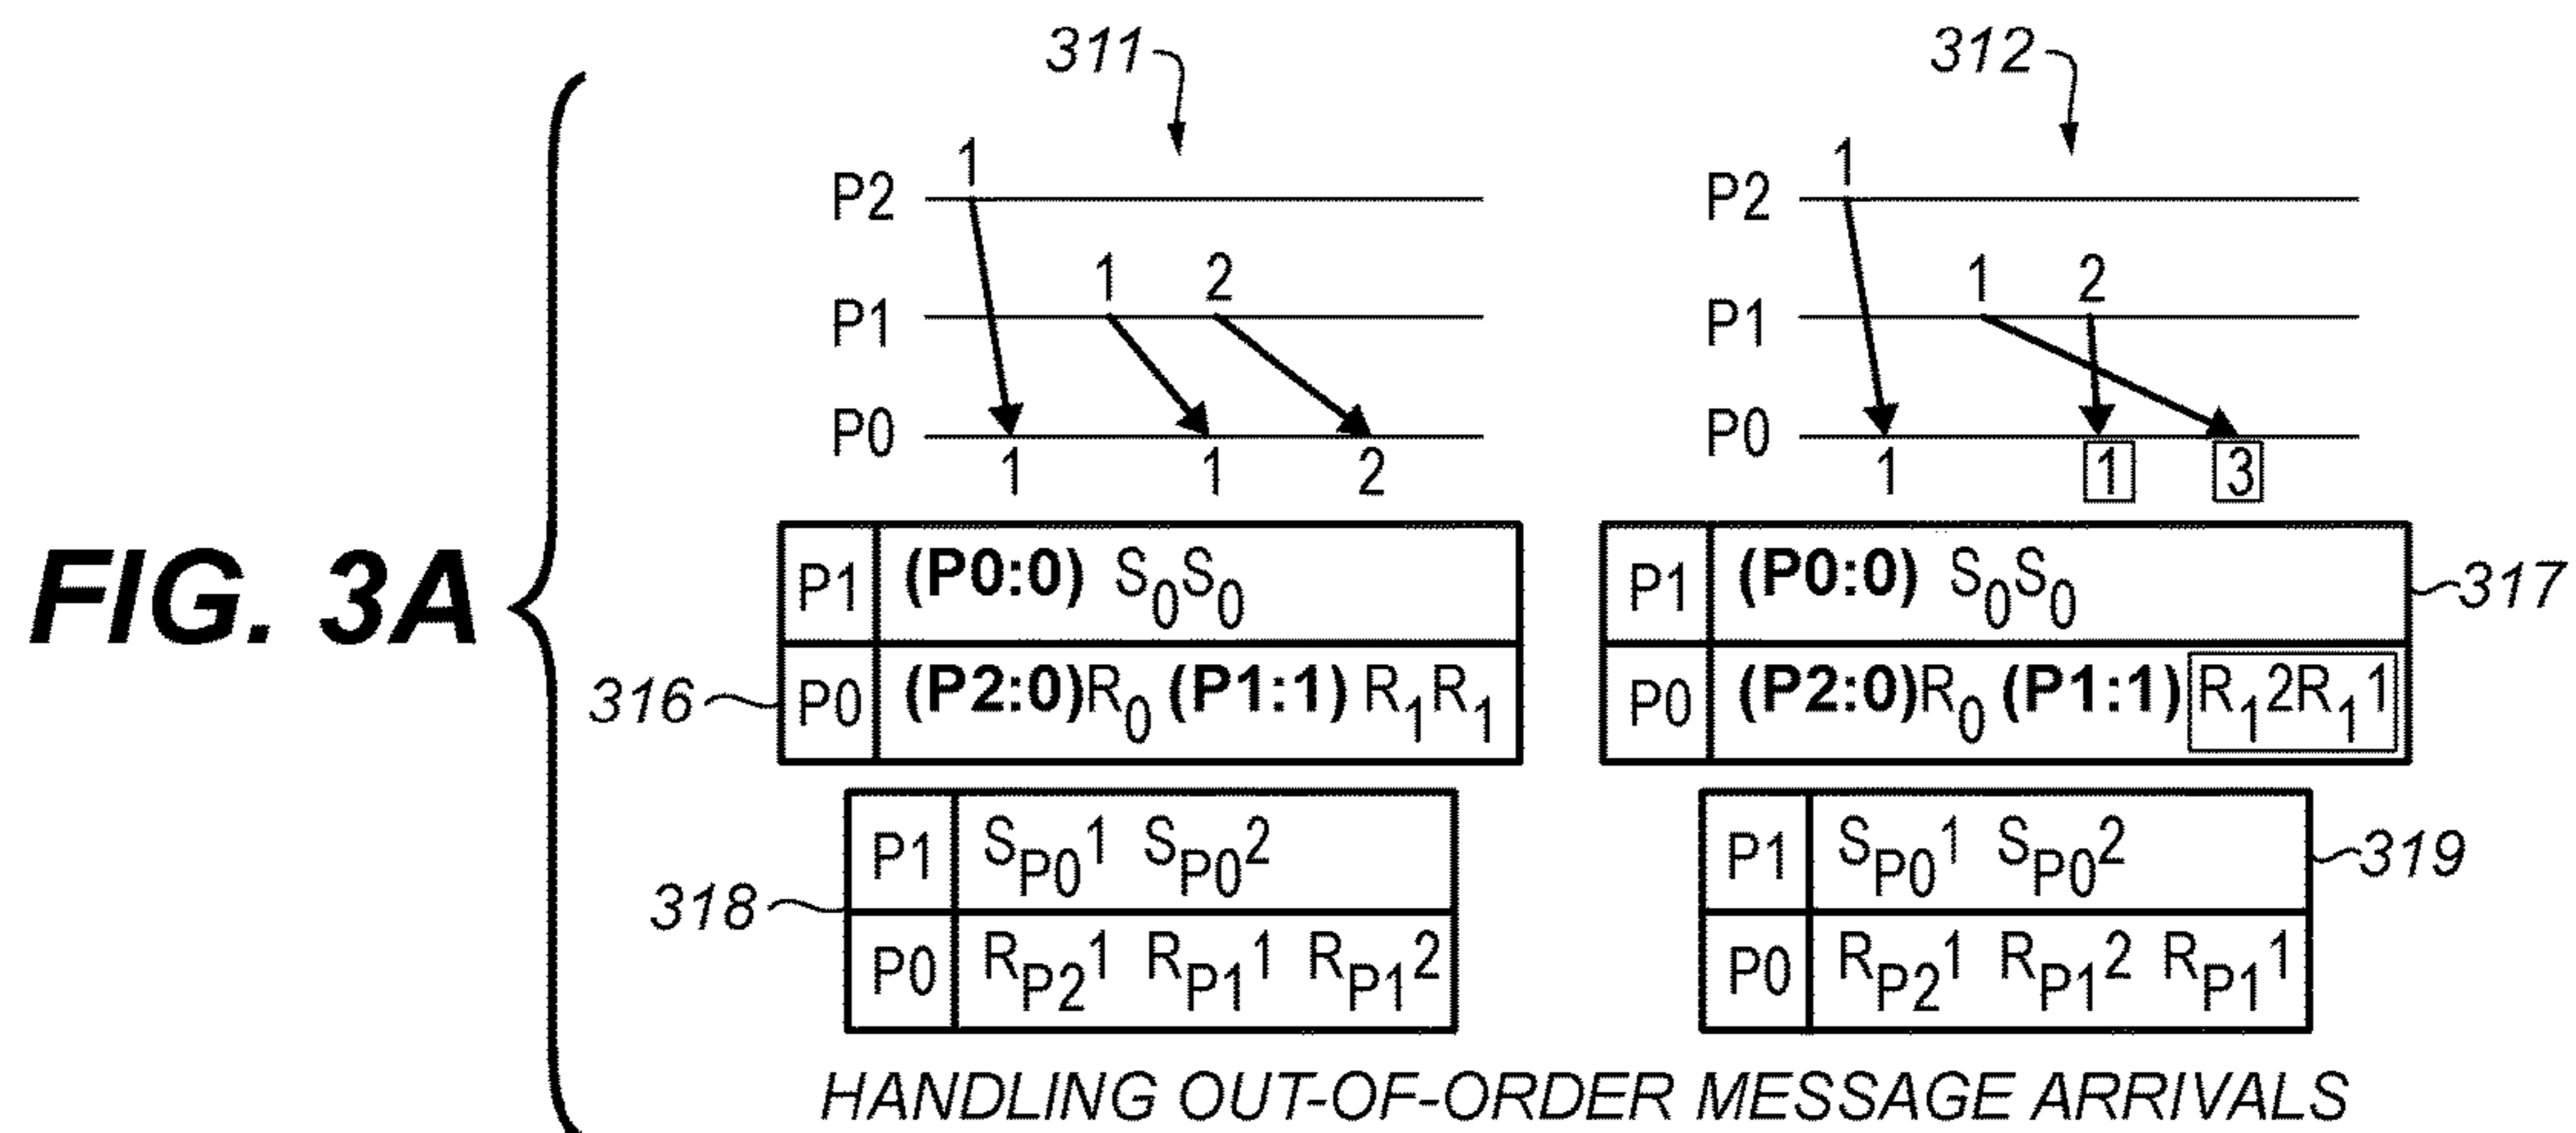 FIG. 3A
311
312
1
P2
1 2
P1
P0
1 1 2
1
P2
1 2
P1
P0
1 1 3
P1 (P0:0) S0S0
P0 (P2:0)R0 (P1:1) R1R1
316
P1 (P0:0) S0S0
P0 (P2:0)R0 (P1:1) R12R11
317
P1 SP01 SP02
P0 RP21 RP11 RP12
318
P1 SP01 SP02
P0 RP21 RP12 RP11
319
HANDLING OUT-OF-ORDER MESSAGE ARRIVALS